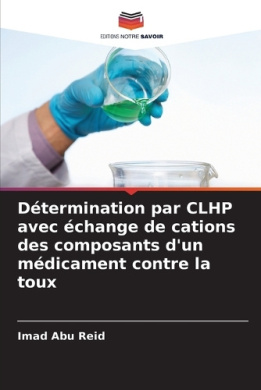 EDITIONS NOTRE SAVOIR
Détermination par CLHP
avec échange de cations
des composants d'un
médicament contre la
toux
Imad Abu Reid